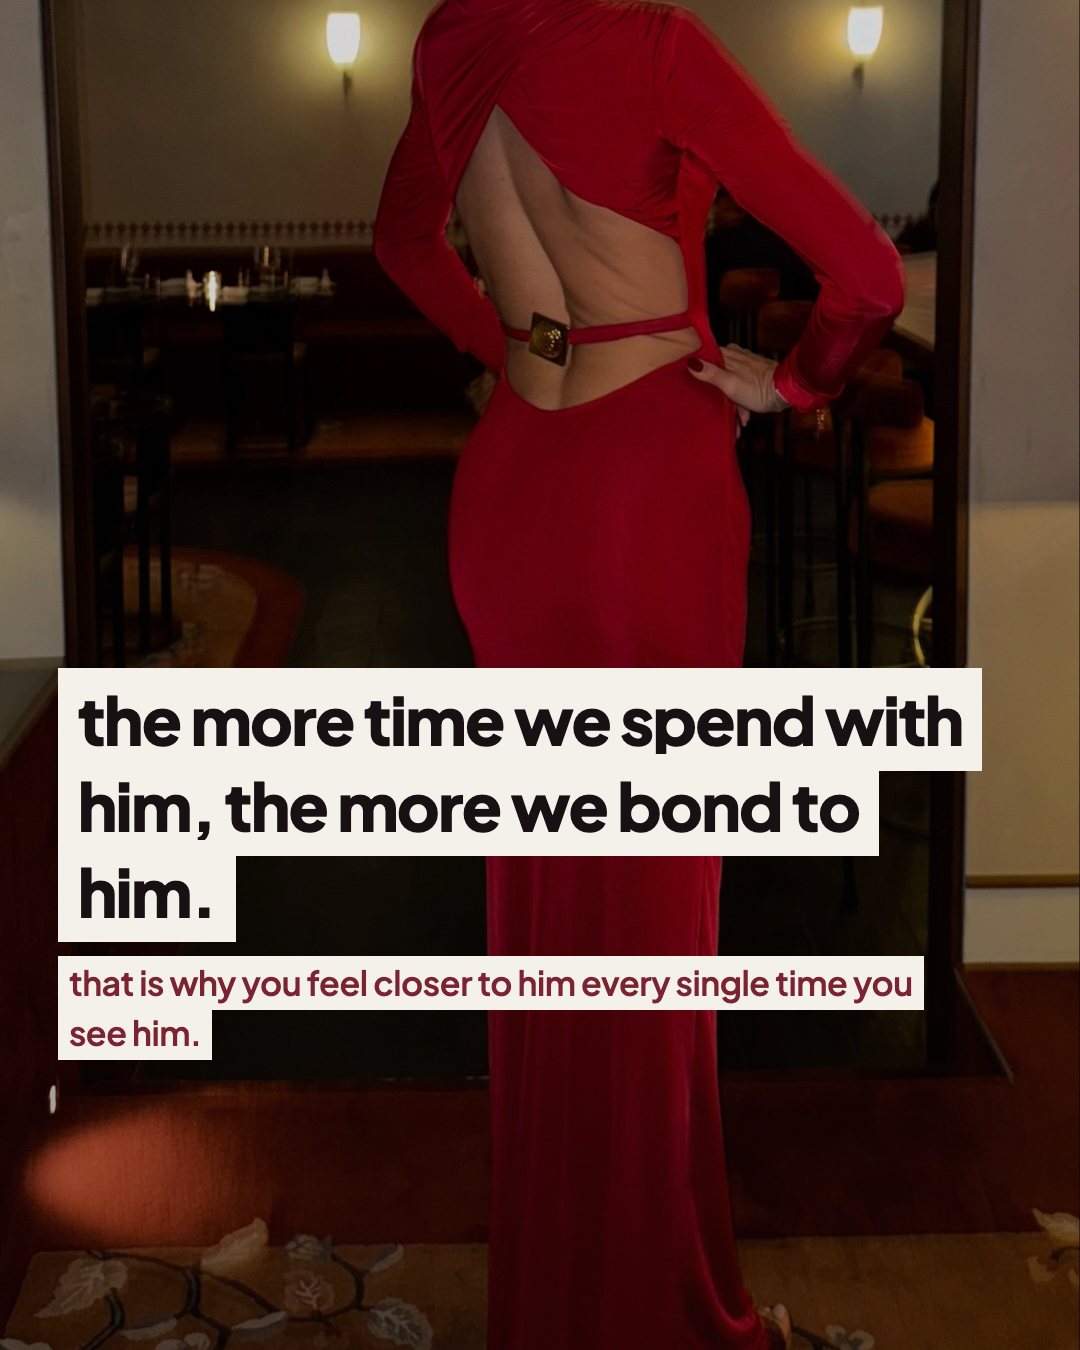 the more time we spend with
him, the more we bond to
him.
that is why you feel closer to him every single time you
see him.